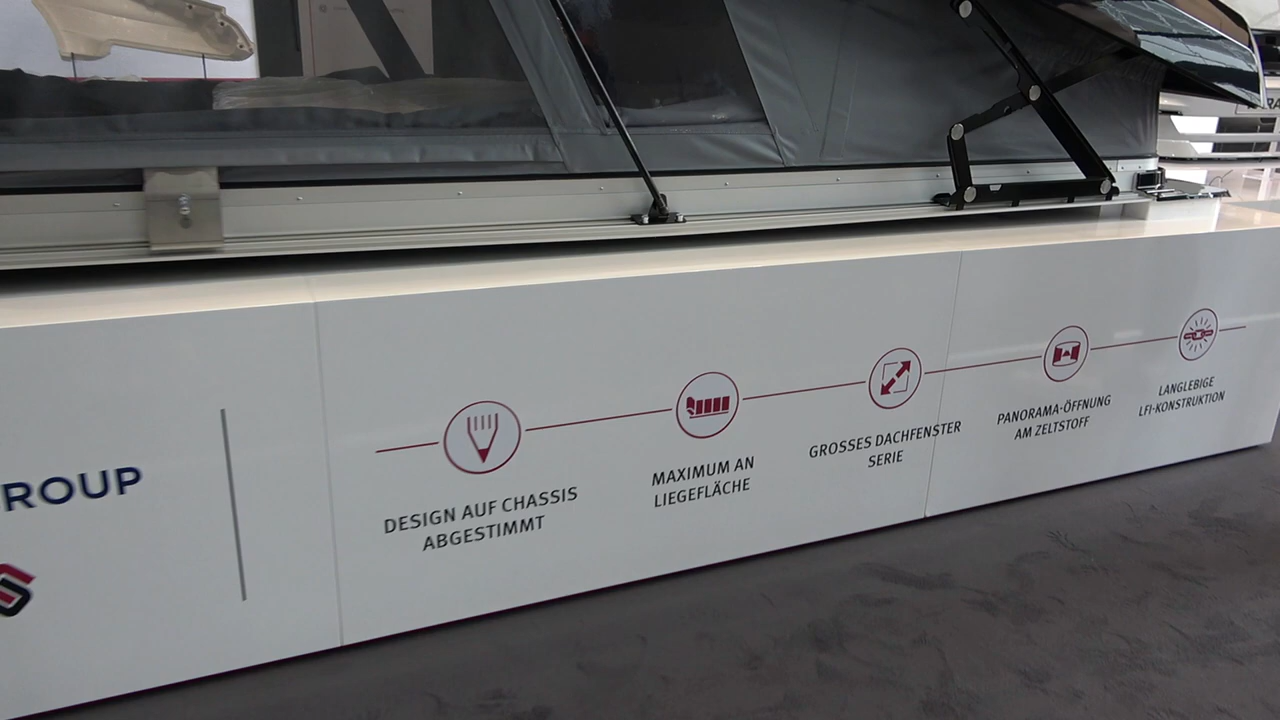 ROUP
DESIGN AUF CHASSIS
ABGESTIMMT
MAXIMUM AN
LIEGEFLÄCHE
GROSSES DACHFENSTER
SERIE
PANORAMA-ÖFFNUNG
AM ZELTSTOFF
LANGLEBIGE
LFI-KONSTRUKTION